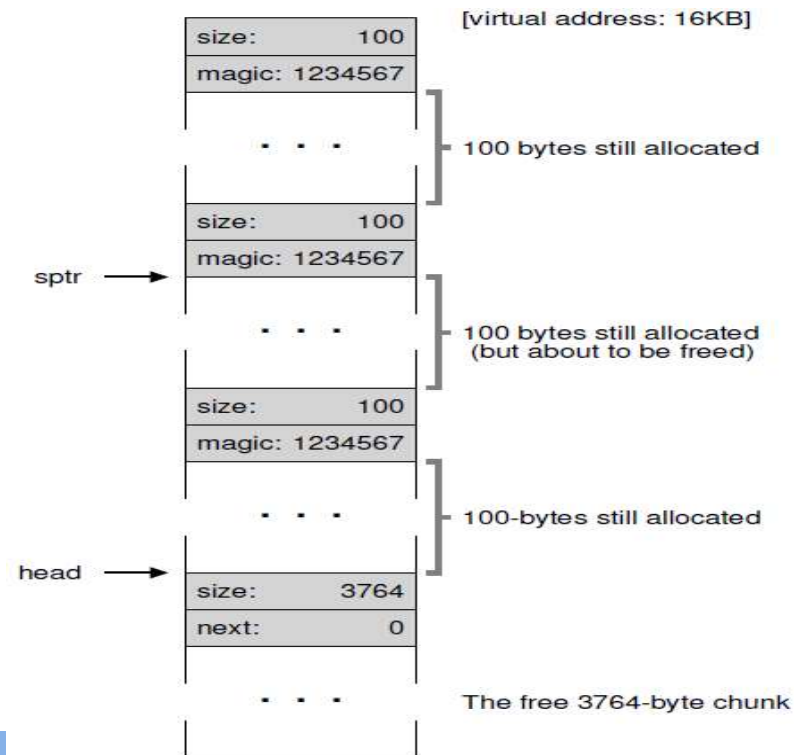 [virtual address: 16KB]
size: 100
magic: 1234567
. . .
100 bytes still allocated
size: 100
magic: 1234567
sptr
. . .
100 bytes still allocated
(but about to be freed)
size: 100
magic: 1234567
. . .
100-bytes still allocated
head
size: 3764
next: 0
. . .
The free 3764-byte chunk